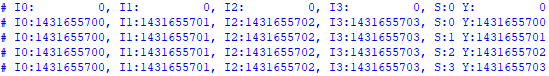 # I0:         0, I1:         0, I2:         0, I3:         0, S:0 Y:         0
# I0:1431655700, I1:1431655701, I2:1431655702, I3:1431655703, S:0 Y:1431655700
# I0:1431655700, I1:1431655701, I2:1431655702, I3:1431655703, S:1 Y:1431655701
# I0:1431655700, I1:1431655701, I2:1431655702, I3:1431655703, S:2 Y:1431655702
# I0:1431655700, I1:1431655701, I2:1431655702, I3:1431655703, S:3 Y:1431655703